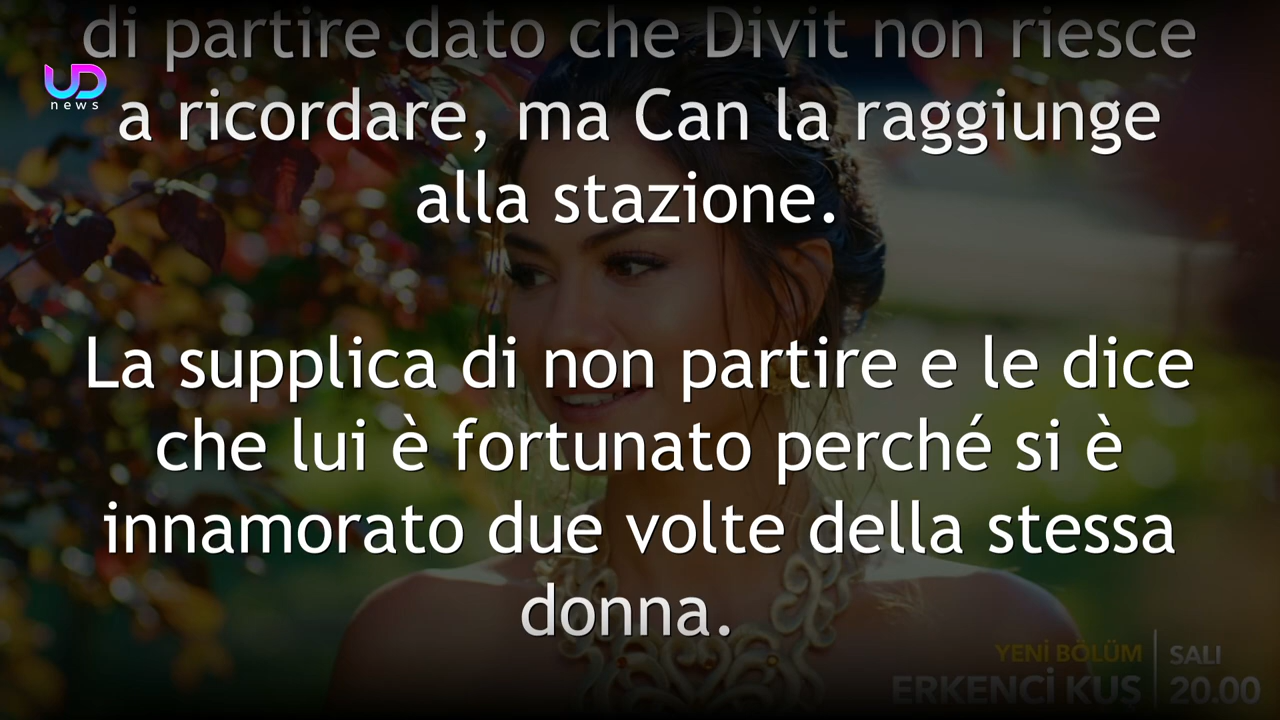 di partire dato che Divit non riesce
UD
news
a ricordare, ma Can la raggiunge
alla stazione.
La supplica di non partire e le dice
che lui è fortunato perché si è
innamorato due volte della stessa
donna.
YENİ BÖLÜM
SALI
ERKENCİ KUŞ
20.00